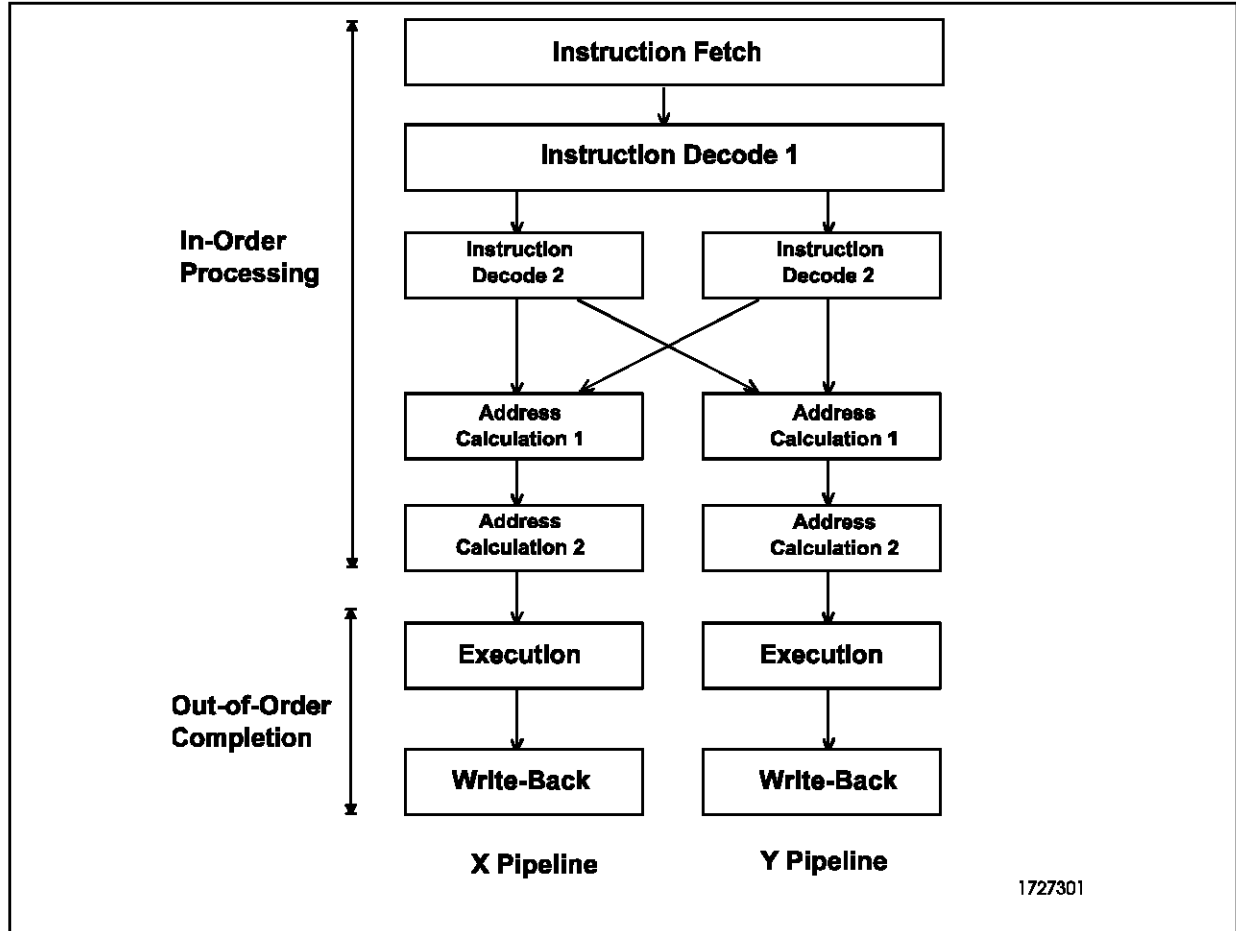 Instruction Fetch
Instruction Decode 1
In-Order
Processing
Instruction
Decode 2
Instruction
Decode 2
Address
Calculation 1
Address
Calculation 1
Address
Calculation 2
Address
Calculation 2
Execution
Execution
Out-of-Order
Completion
Write-Back
Write-Back
X Pipeline
Y Pipeline
1727301